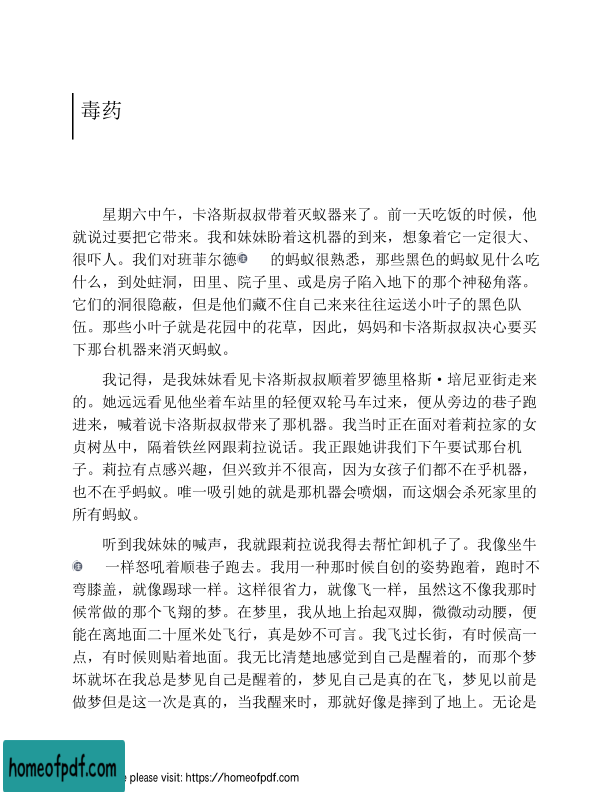 毒药
星期六中午，卡洛斯叔叔带着灭蚁器来了。前一天吃饭的时候，他
就说过要把它带来。我和妹妹盼着这机器的到来，想象着它一定很大、
很吓人。我们对班菲尔德注的蚂蚁很熟悉，那些黑色的蚂蚁见什么吃
什么，到处蛀洞，田里、院子里、或是房子陷入地下的那个神秘角落。
它们的洞很隐蔽，但是他们藏不住自己来来往往运送小叶子的黑色队
伍。那些小叶子就是花园中的花草，因此，妈妈和卡洛斯叔叔决心要买
下那台机器来消灭蚂蚁。
我记得，是我妹妹看见卡洛斯叔叔顺着罗德里格斯·培尼亚街走来
的。她远远看见他坐着车站里的轻便双轮马车过来，便从旁边的巷子跑
进来，喊着说卡洛斯叔叔带来了那机器。我当时正在面对着莉拉家的女
贞树丛中，隔着铁丝网跟莉拉说话。我正跟她讲我们下午要试那台机
子。莉拉有点感兴趣，但兴致并不很高，因为女孩子们都不在乎机器，
也不在乎蚂蚁。唯一吸引她的就是那机器会喷烟，而这烟会杀死家里的
所有蚂蚁。
听到我妹妹的喊声，我就跟莉拉说我得去帮忙卸机子了。我像坐牛
注一样怒吼着顺巷子跑去。我用一种那时候自创的姿势跑着，跑时不
弯膝盖，就像踢球一样。这样很省力，就像飞一样，虽然这不像我那时
候常做的那个飞翔的梦。在梦里，我从地上抬起双脚，微微动动腰，便
能在离地面二十厘米处飞行，真是妙不可言。我飞过长街，有时候高一
点，有时候则贴着地面。我无比清楚地感觉到自己是醒着的，而那个梦
坏就坏在我总是梦见自己是醒着的，梦见自己是真的在飞，梦见以前是
做梦但是这一次是真的，当我醒来时，那就好像是摔到了地上。无论是
homeofpdf.com
e please visit: https://homeofpdf.com